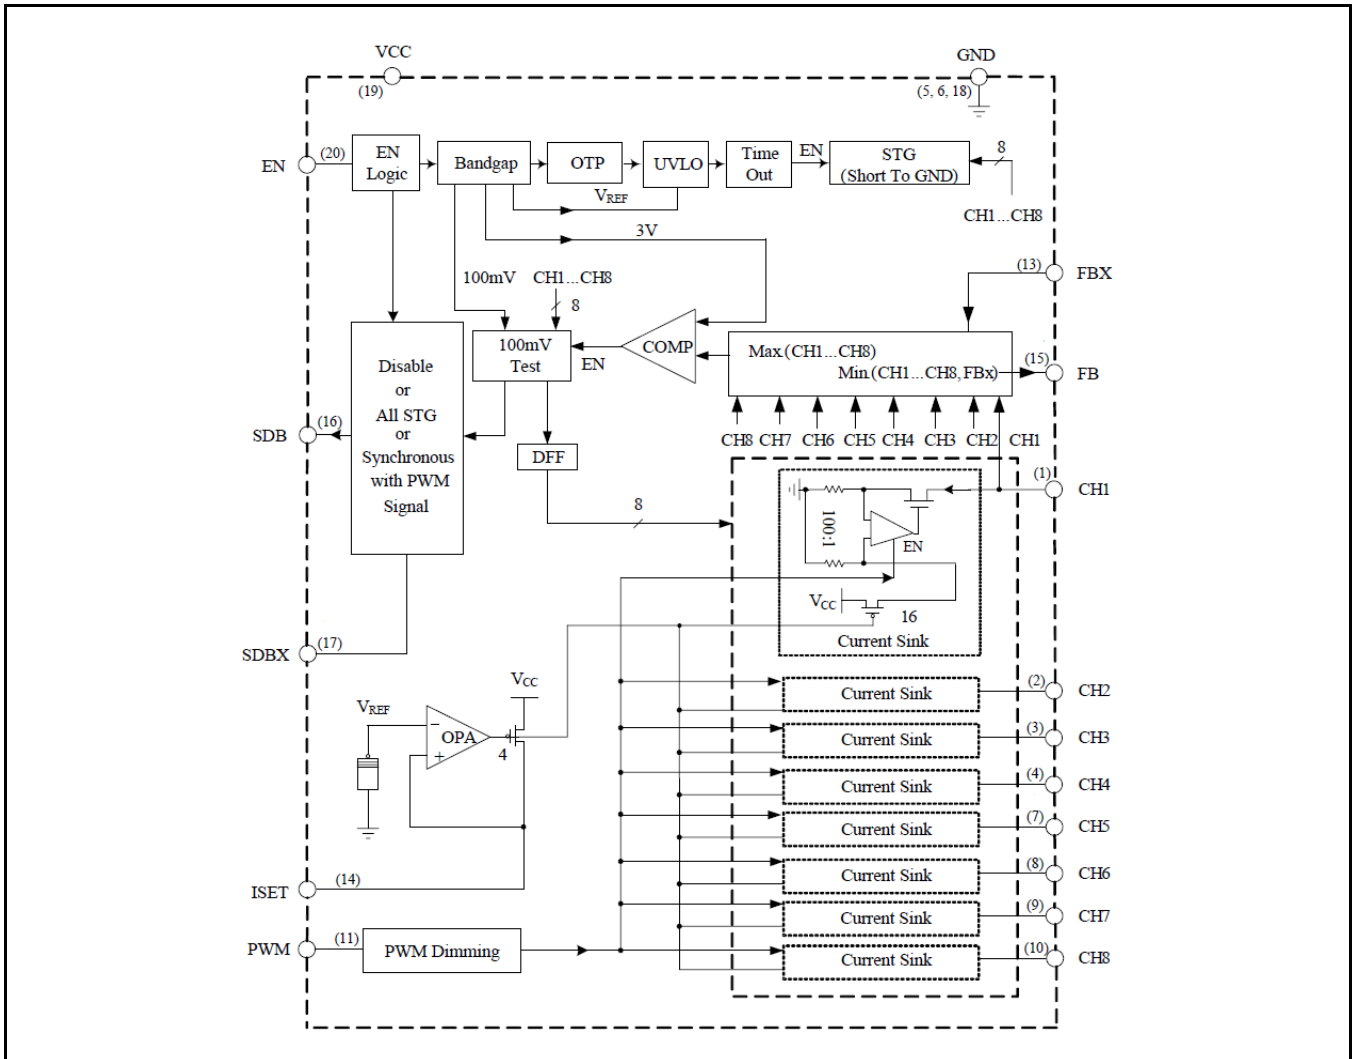 VCC
GND
(19)
(5, 6, 18)
EN
(20)
EN
Logic
Bandgap
OTP
UVLO
Time
Out
EN
STG
(Short To GND)
8
VREF
CH1...CH8
3V
(13)
FBX
100mV
CH1...CH8
8
100mV
Test
EN
COMP
Max.(CH1...CH8)
Min.(CH1...CH8,FBx)
(15)
FB
Disable
or
All STG
or
Synchronous
with PWM
Signal
SDB
(16)
DFF
CH8
CH7
CH6
CH5
CH4
CH3
CH2
CH1
(1)
CH1
8
100:1
EN
VCC
16
Current Sink
SDBX
(17)
VCC
VREF
OPA
−
+
4
Current Sink
(2)
CH2
Current Sink
(3)
CH3
Current Sink
(4)
CH4
Current Sink
(7)
CH5
Current Sink
(8)
CH6
ISET
(14)
Current Sink
(9)
CH7
PWM
(11)
PWM Dimming
Current Sink
(10)
CH8